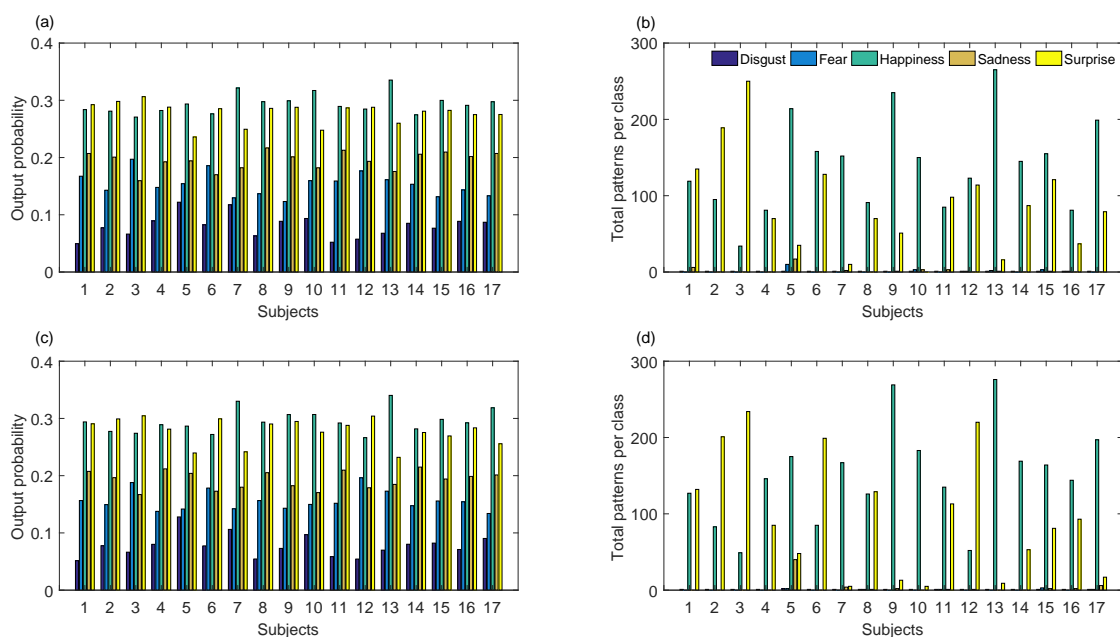 (a)
0.4
0.3
0.2
0.1
0
Output probability
1 2 3 4 5 6 7 8 9 10 11 12 13 14 15 16 17
Subjects
(b)
300
200
100
0
Total patterns per class
Disgust Fear Happiness Sadness Surprise
1 2 3 4 5 6 7 8 9 10 11 12 13 14 15 16 17
Subjects
(c)
0.4
0.3
0.2
0.1
0
Output probability
1 2 3 4 5 6 7 8 9 10 11 12 13 14 15 16 17
Subjects
(d)
300
200
100
0
Total patterns per class
1 2 3 4 5 6 7 8 9 10 11 12 13 14 15 16 17
Subjects